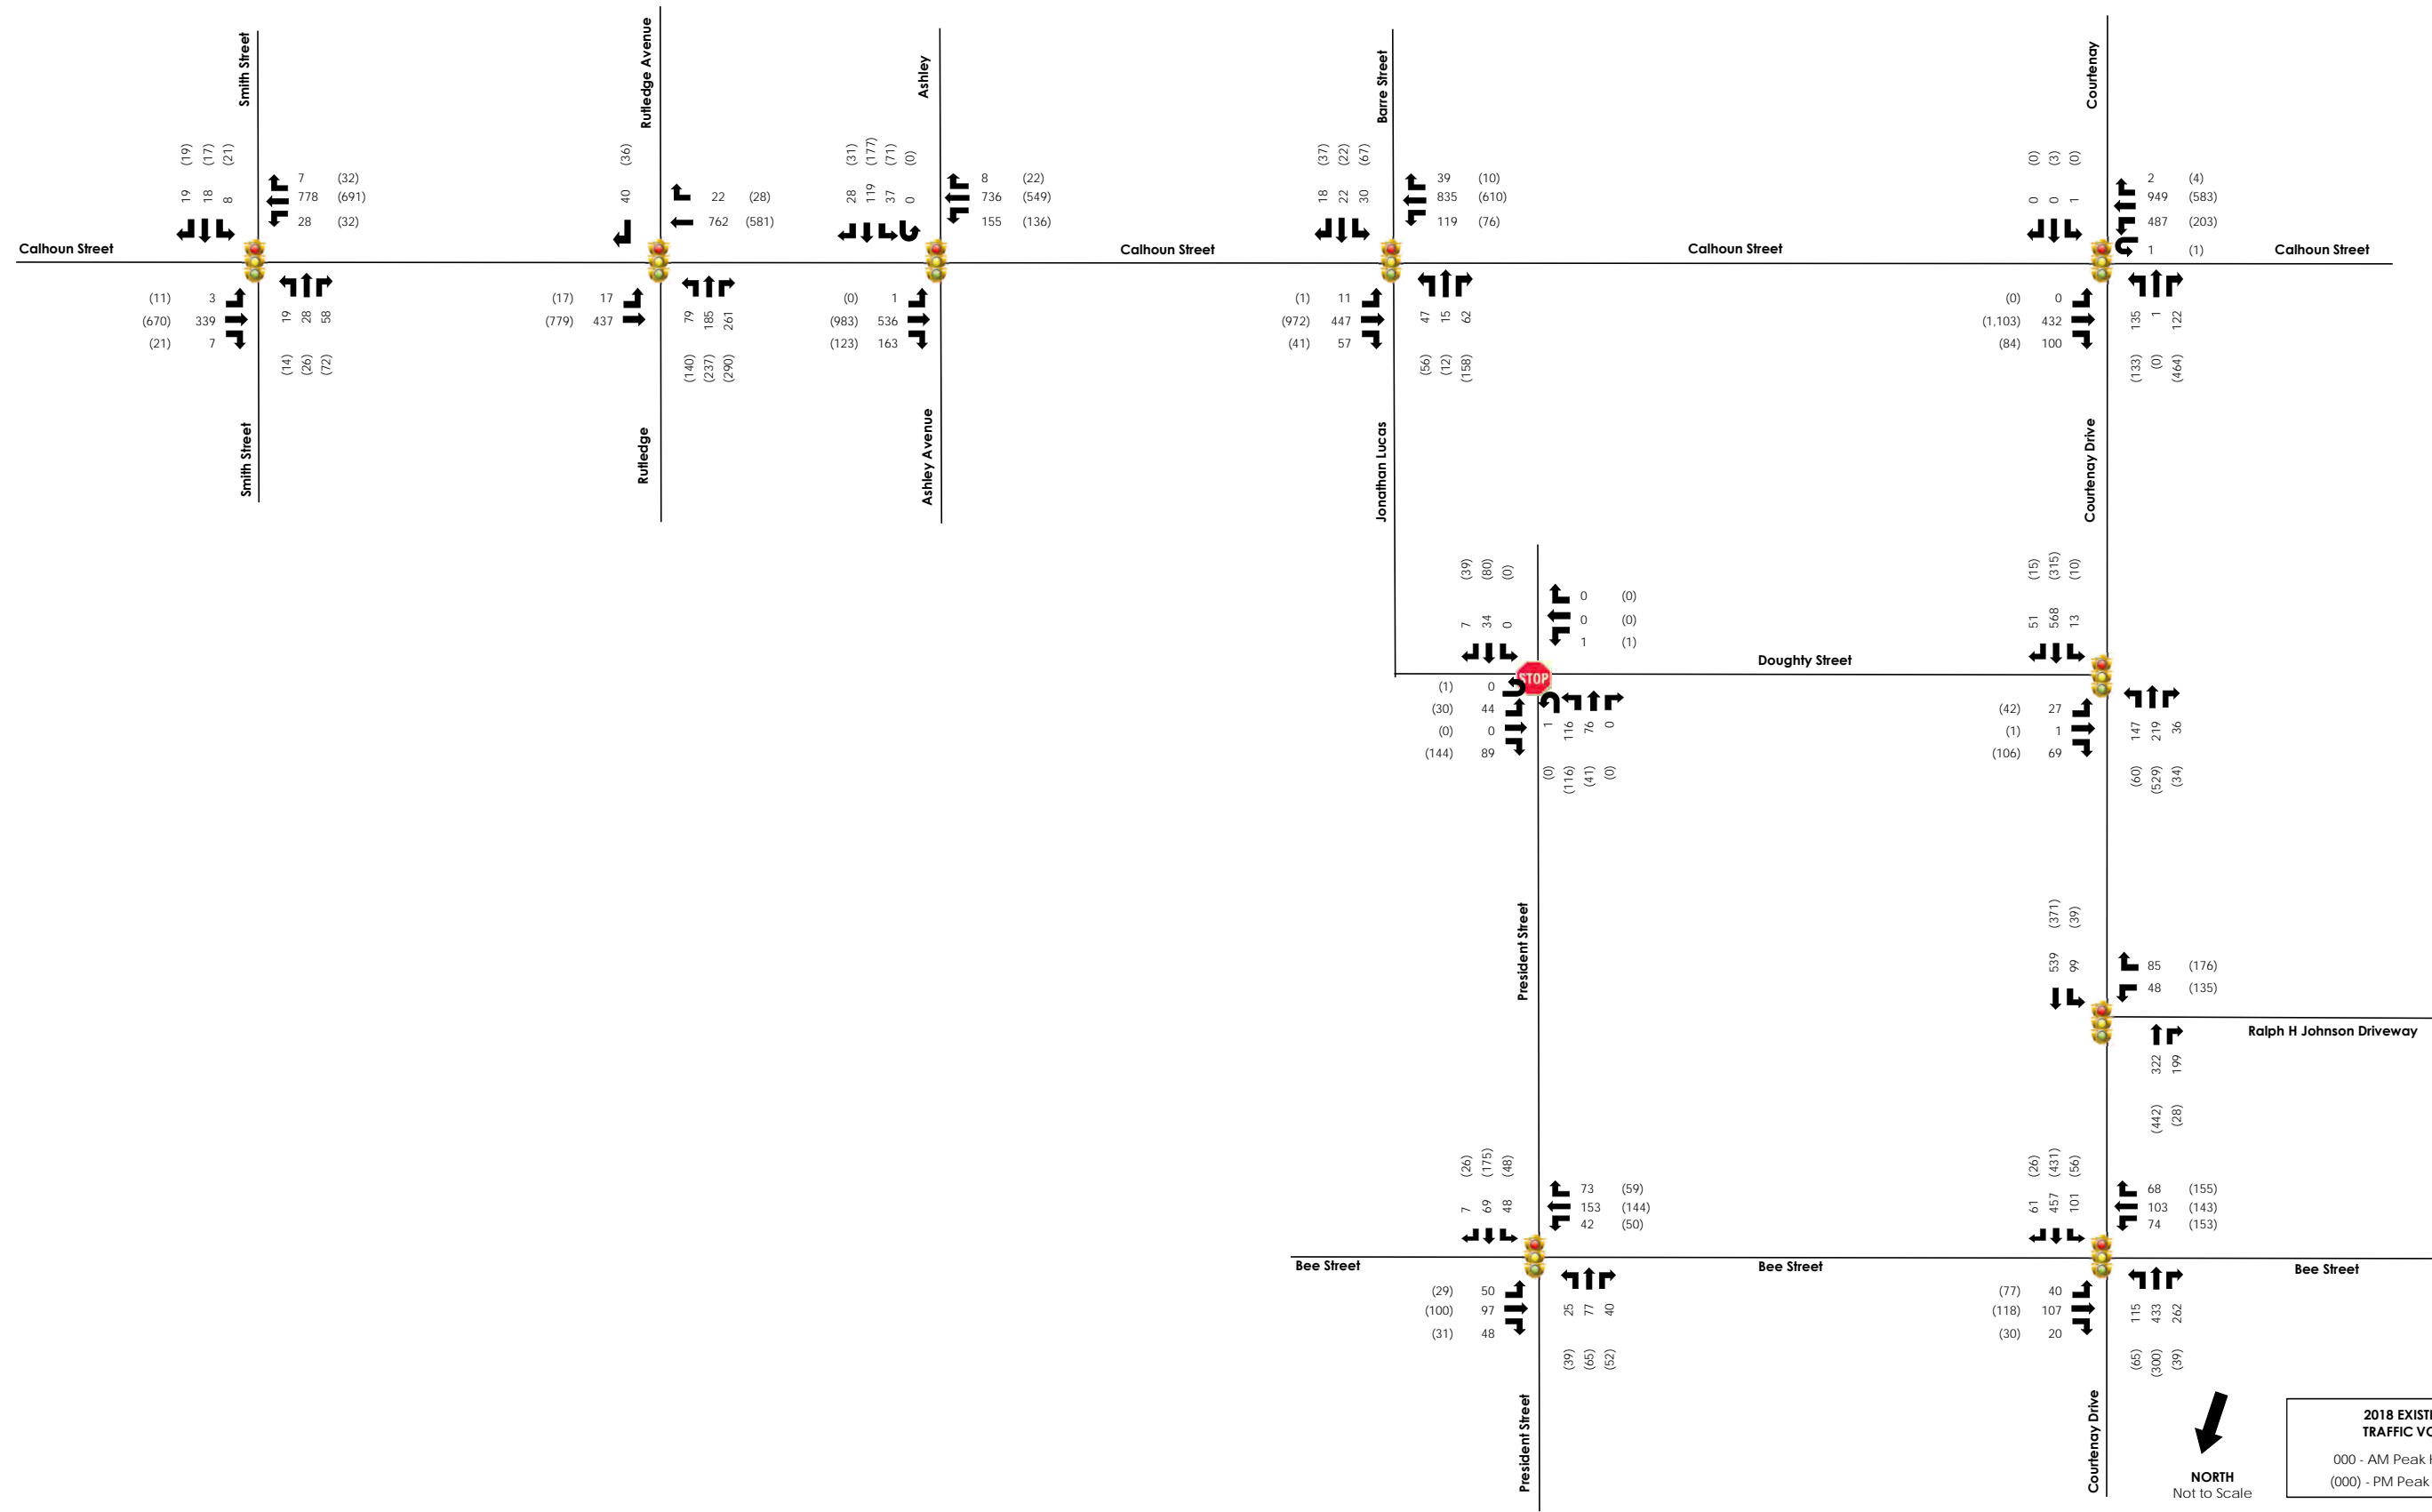 Smith Street
Rutledge Avenue
Ashley
Barre Street
Courtenay
(19) (17) (21)
19 18 8
7 (32)
778 (691)
28 (32)
(36)
40
22 (28)
762 (581)
(31) (177) (71) (0)
28 119 37 0
8 (22)
736 (549)
155 (136)
(37) (22) (67)
18 22 30
39 (10)
835 (610)
119 (76)
(0) (3) (0)
0 0 1
2 (4)
949 (583)
487 (203)
1 (1)
Calhoun Street
Calhoun Street
Calhoun Street
Calhoun Street
(11) 3
(670) 339
(21) 7
19 28 58
(14) (26) (72)
(17) 17
(779) 437
79 185 261
(140) (237) (290)
(0) 1
(983) 536
(123) 163
(1) 11
(972) 447
(41) 57
47 15 62
(56) (12) (158)
(0) 0
(1,103) 432
(84) 100
135 1 122
(133) (0) (464)
Smith Street
Rutledge
Ashley Avenue
Jonathan Lucas
Courtenay Drive
(39) (80) (0)
7 34 0
0 (0)
0 (0)
1 (1)
(15) (315) (10)
51 568 13
Doughty Street
STOP
(1) 0
(30) 44
(0) 0
(144) 89
1 116 76 0
(0) (116) (41) (0)
(42) 27
(1) 1
(106) 69
147 219 36
(60) (529) (34)
President Street
(371) (39)
539 99
85 (176)
48 (135)
Ralph H Johnson Driveway
322 199
(442) (28)
(26) (175) (48)
7 69 48
73 (59)
153 (144)
42 (50)
(26) (431) (56)
61 457 101
68 (155)
103 (143)
74 (153)
Bee Street
Bee Street
Bee Street
(29) 50
(100) 97
(31) 48
25 77 40
(39) (65) (52)
(77) 40
(118) 107
(30) 20
115 433 262
(65) (300) (39)
President Street
Courtenay Drive
NORTH
Not to Scale
2018
TRAFFIC
000 - AM Peak
(000) - PM Peak